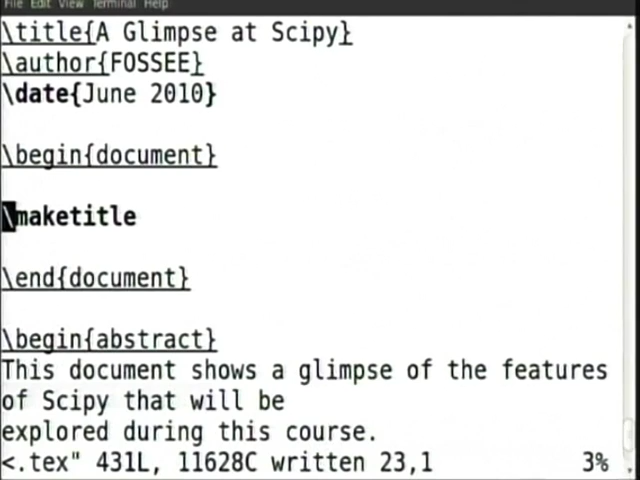 File Edit View Terminal Help
\title{A Glimpse at Scipy}
\author{FOSSEE}
\date{June 2010}
\begin{document}
\maketitle
\end{document}
\begin{abstract}
This document shows a glimpse of the features
of Scipy that will be
explored during this course.
<.tex" 431L, 11628C written 23,1 3%